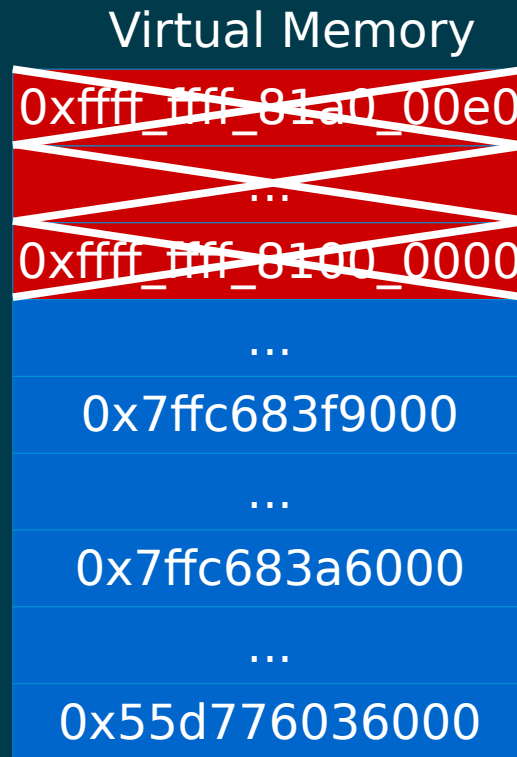 Virtual Memory
0xffff_ffff_81a0_00e0
...
0xffff_ffff_8100_0000
...
0x7ffc683f9000
...
0x7ffc683a6000
...
0x55d776036000